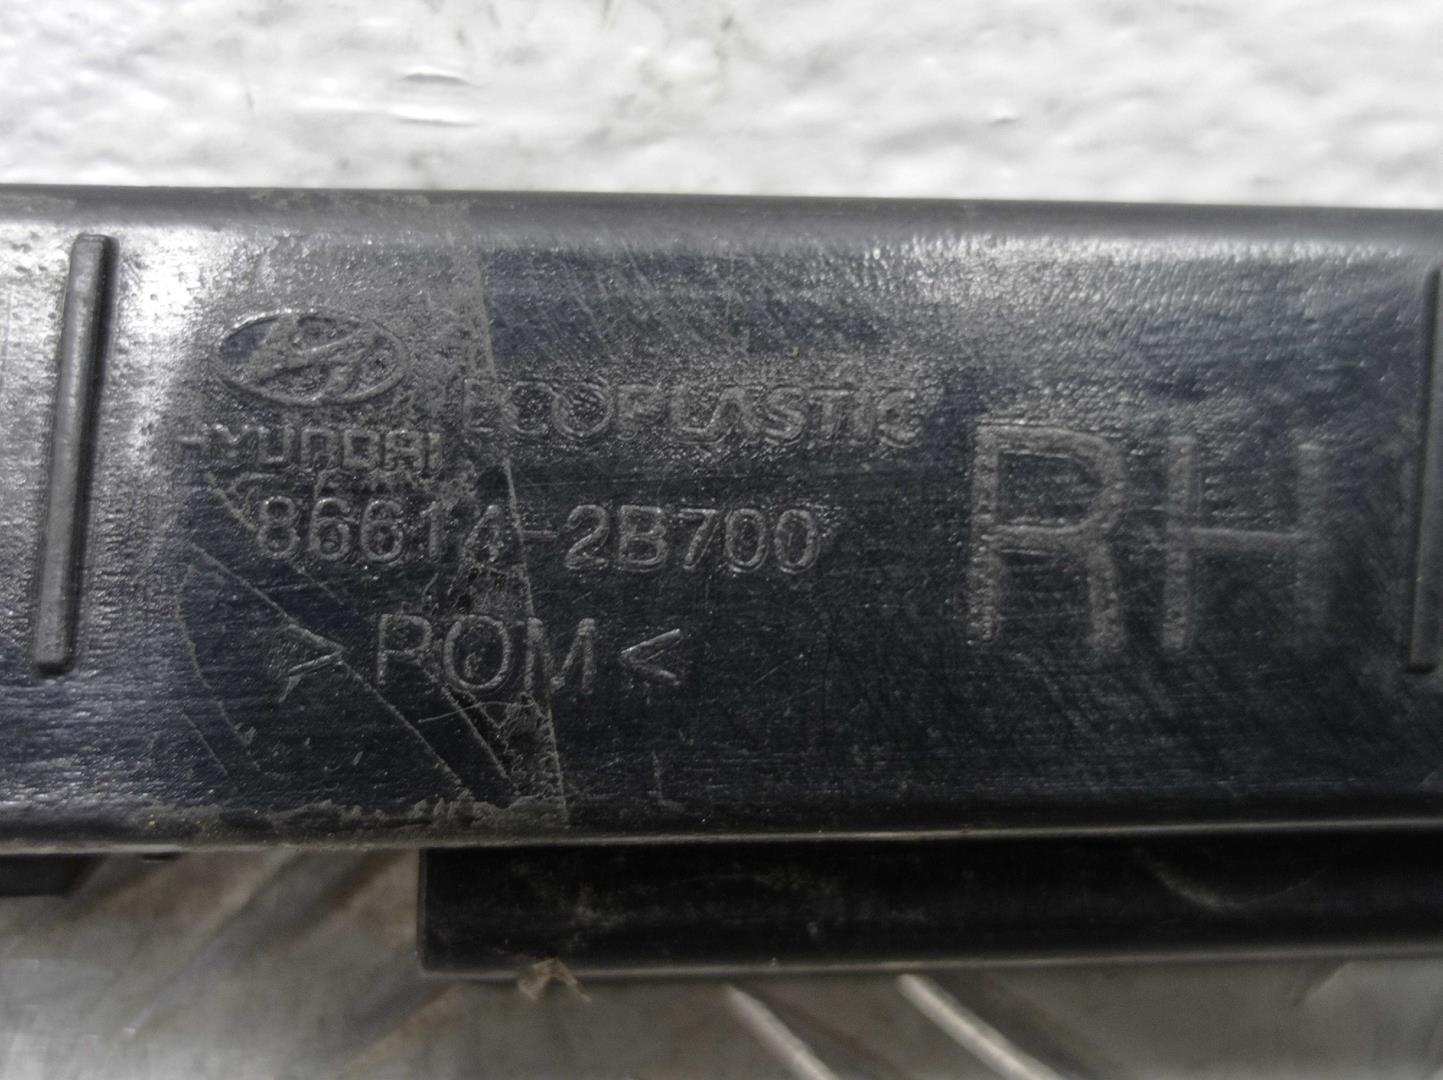 HYUNDAI
ECOPLASTIC
86614-2B700
>POM<
RH